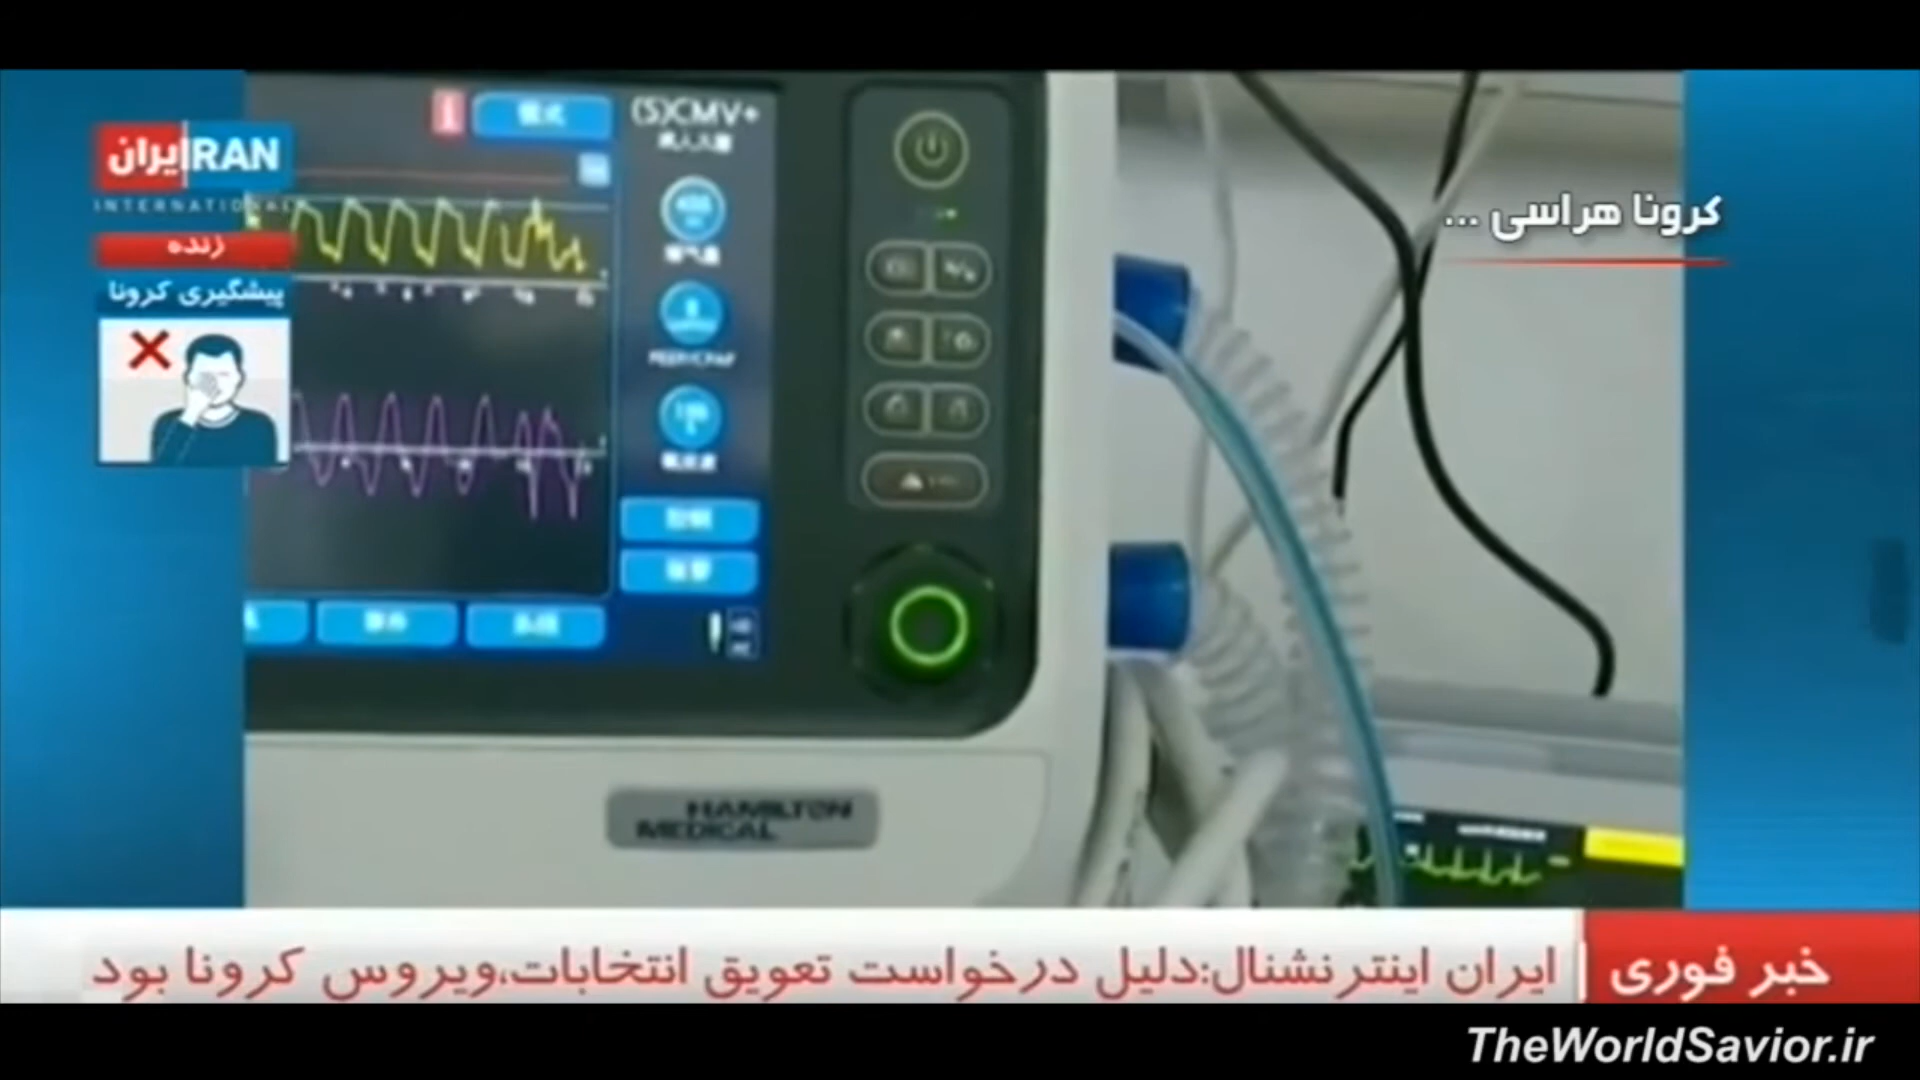 ایران IRAN
INTERNATIONAL
زنده
پیشگیری کرونا
(S)CMV+
کرونا هراسی ...
HAMILTON
MEDICAL
خبر فوری
ایران اینترنشنال:دلیل درخواست تعویق انتخابات،ویروس کرونا بود
TheWorldSavior.ir